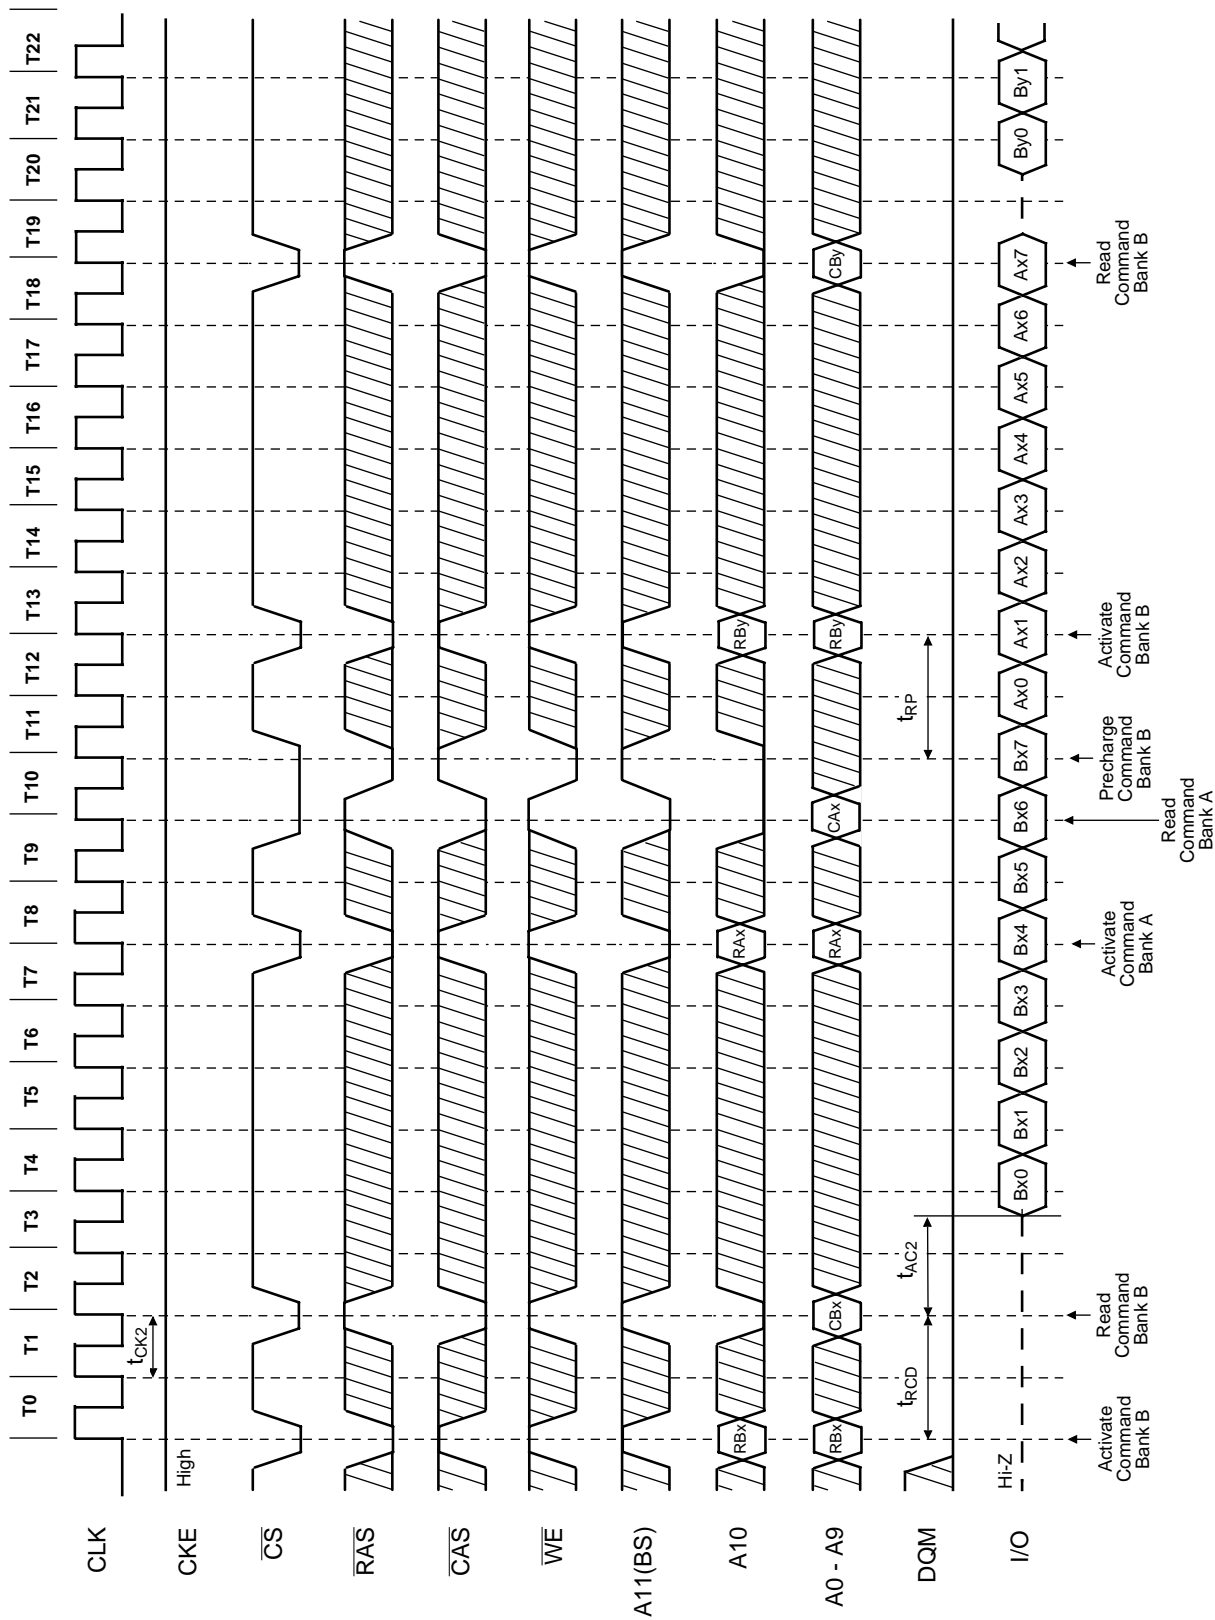 T0 T1 T2 T3 T4 T5 T6 T7 T8 T9 T10 T11 T12 T13 T14 T15 T16 T17 T18 T19 T20 T21 T22
CLK
tCK2
CKE
High
CS
RAS
CAS
WE
A11(BS)
A10
RBx RAx RBy
A0 - A9
RBx CBx RAx CAx RBy CBy
DQM
tRCD tAC2 tRP
I/O
Hi-Z
Bx0 Bx1 Bx2 Bx3 Bx4 Bx5 Bx6 Bx7 Ax0 Ax1 Ax2 Ax3 Ax4 Ax5 Ax6 Ax7 By0 By1
Activate
Command
Bank B
Read
Command
Bank B
Activate
Command
Bank A
Read
Command
Bank A
Precharge
Command
Bank B
Activate
Command
Bank B
Read
Command
Bank B